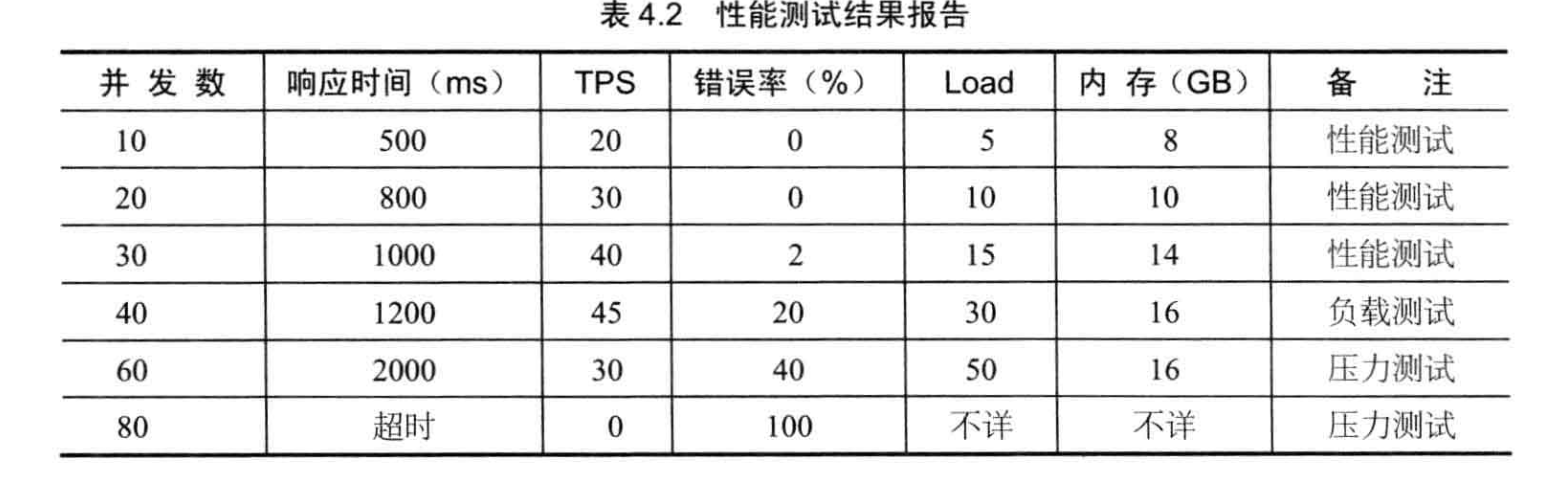 表 4.2 性能测试结果报告
并 发 数 响应时间（ms） TPS 错误率（%） Load 内 存（GB） 备 注
10 500 20 0 5 8 性能测试
20 800 30 0 10 10 性能测试
30 1000 40 2 15 14 性能测试
40 1200 45 20 30 16 负载测试
60 2000 30 40 50 16 压力测试
80 超时 0 100 不详 不详 压力测试